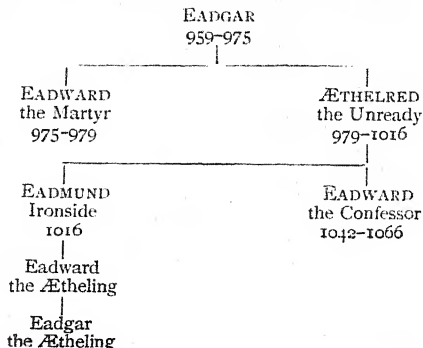 EADGAR
959–975
EADWARD
the Martyr
975–979
ÆTHELRED
the Unready
979–1016
EADMUND
Ironside
1016
EADWARD
the Confessor
1042–1066
Eadward
the Ætheling
Eadgar
the Ætheling